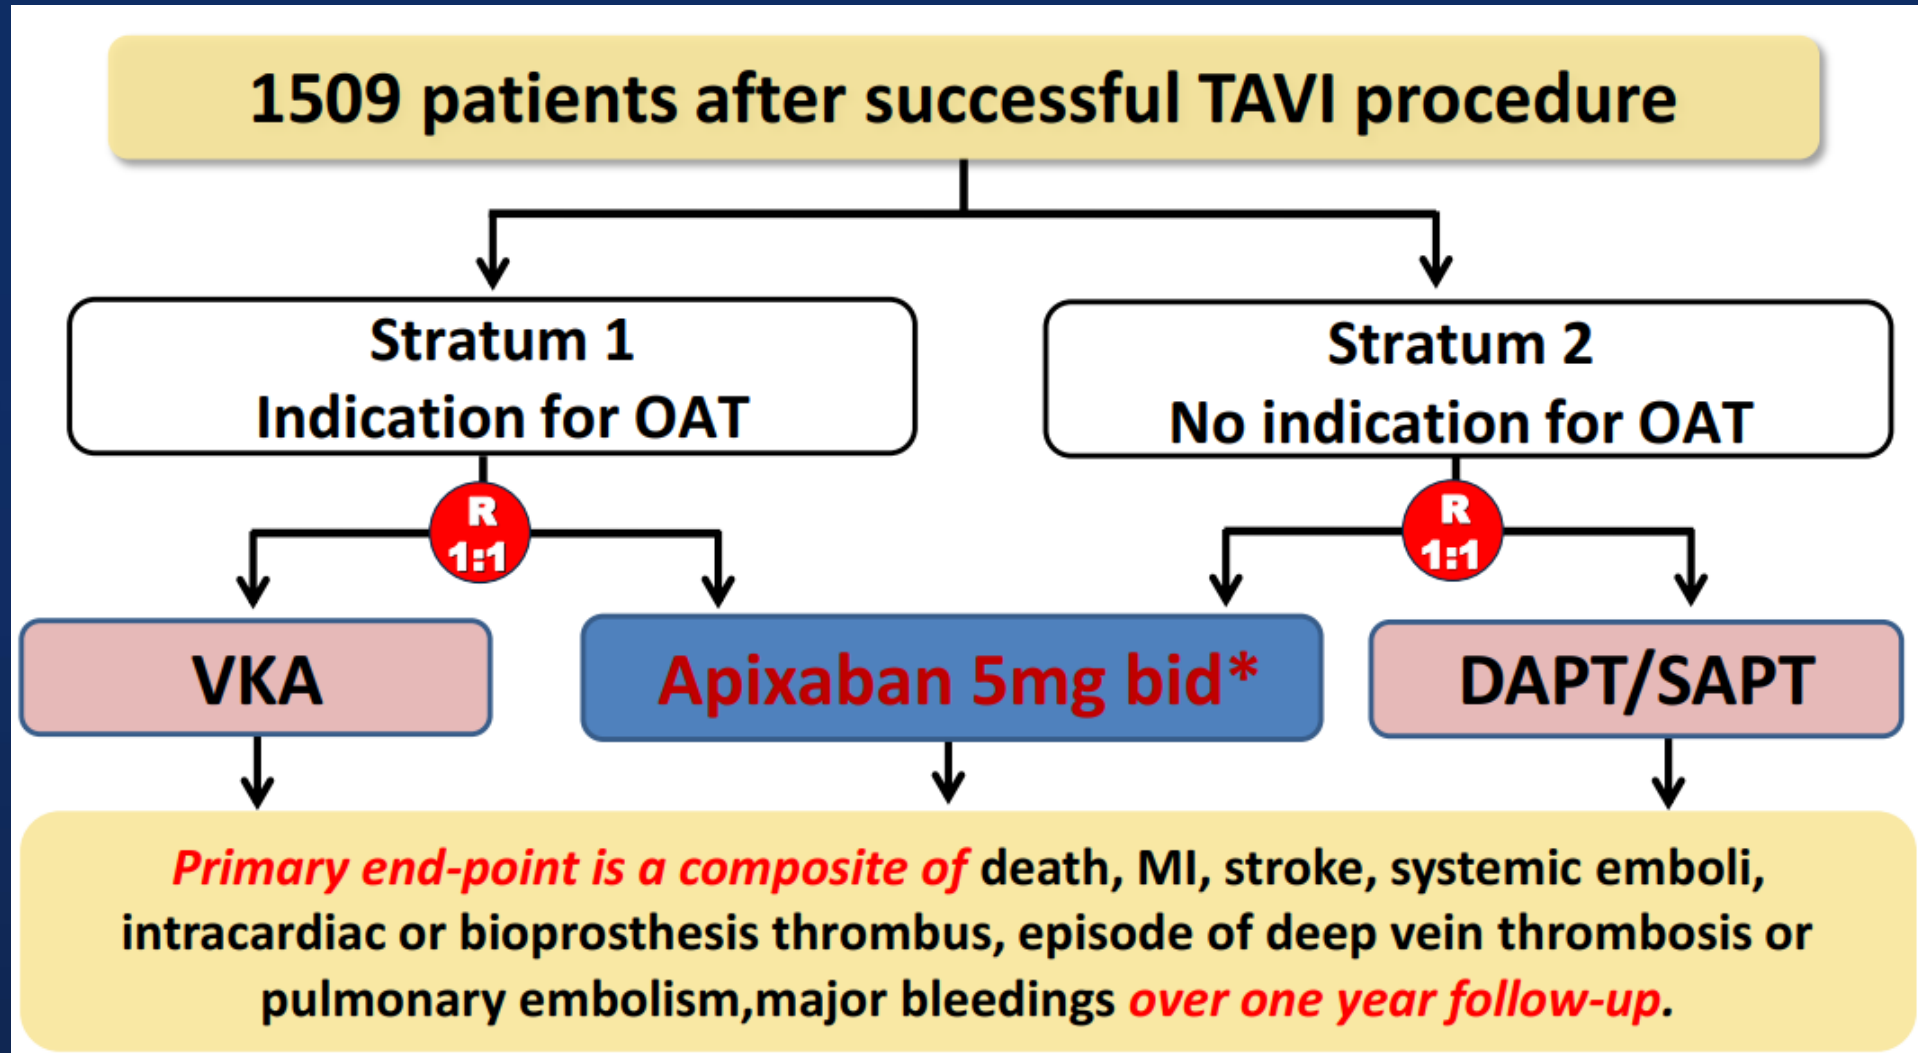 1509 patients after successful TAVI procedure
Stratum 1
Indication for OAT
Stratum 2
No indication for OAT
R
1:1
R
1:1
VKA
Apixaban 5mg bid*
DAPT/SAPT
Primary end-point is a composite of death, MI, stroke, systemic emboli,
intracardiac or bioprosthesis thrombus, episode of deep vein thrombosis or
pulmonary embolism,major bleedings over one year follow-up.